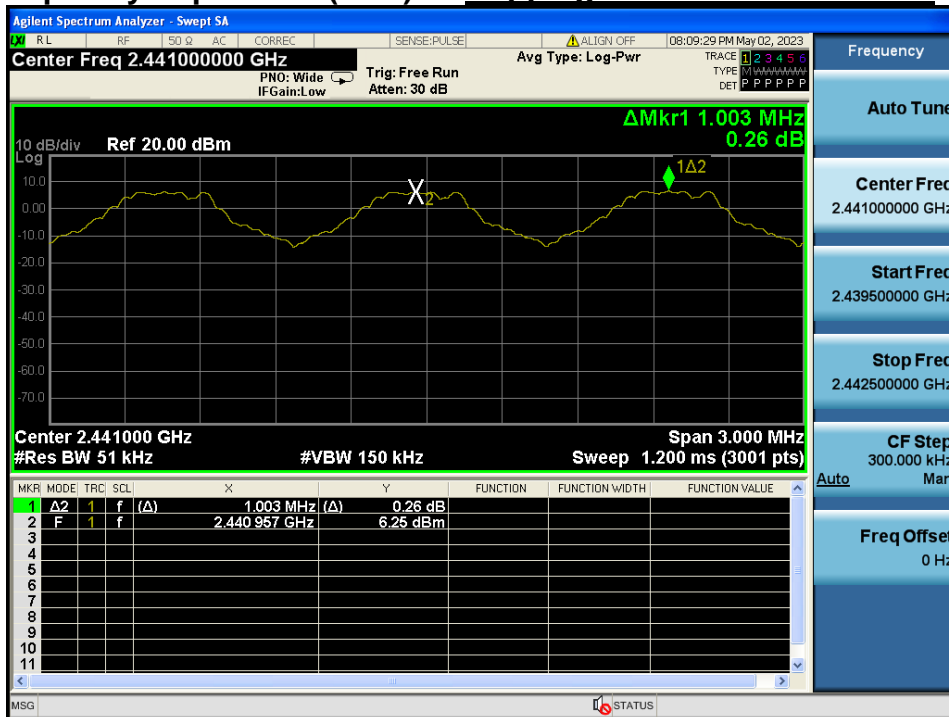 Agilent Spectrum Analyzer - Swept SA
LXI RL RF 50 Ω AC CORREC SENSE:PULSE ALIGN OFF 08:09:29 PM May 02, 2023
Center Freq 2.441000000 GHz
Avg Type: Log-Pwr
TRACE 1 2 3 4 5 6
PNO: Wide Trig: Free Run
TYPE M
IFGain:Low Atten: 30 dB
DET P P P P P P
ΔMkr1 1.003 MHz
0.26 dB
10 dB/div Ref 20.00 dBm
Log
1Δ2
10.0
X2
0.00
-10.0
-20.0
-30.0
-40.0
-50.0
-60.0
-70.0
Center 2.441000 GHz Span 3.000 MHz
#Res BW 51 kHz #VBW 150 kHz Sweep 1.200 ms (3001 pts)
MKR MODE TRC SCL X Y FUNCTION FUNCTION WIDTH FUNCTION VALUE
1 Δ2 1 f (Δ) 1.003 MHz (Δ) 0.26 dB
2 F 1 f 2.440 957 GHz 6.25 dBm
3
4
5
6
7
8
9
10
11
MSG STATUS
Frequency
Auto Tune
Center Freq
2.441000000 GHz
Start Freq
2.439500000 GHz
Stop Freq
2.442500000 GHz
CF Step
300.000 kHz
Auto Man
Freq Offset
0 Hz